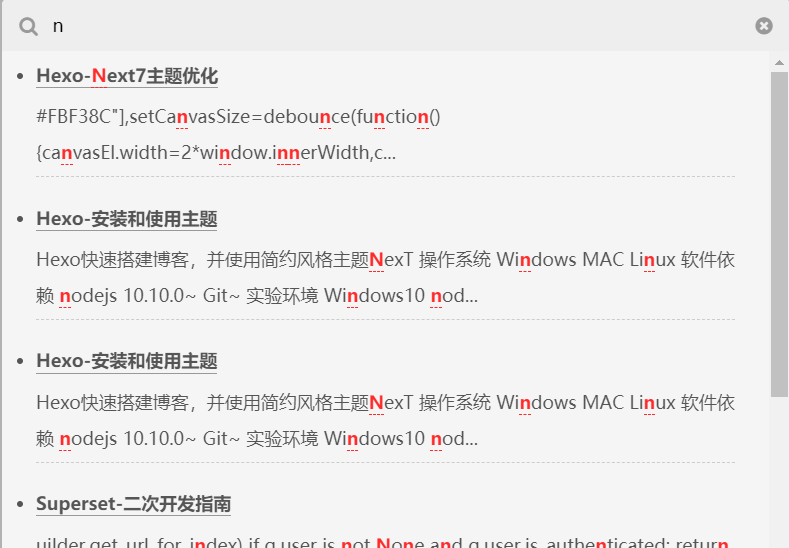 n
Hexo-Next7主题优化
#FBF38C"],setCanvasSize=debounce(function()
{canvasEl.width=2*window.innerWidth,c...
Hexo-安装和使用主题
Hexo快速搭建博客，并使用简约风格主题NexT 操作系统 Windows MAC Linux 软件依
赖 nodejs 10.10.0~ Git~ 实验环境 Windows10 nod...
Hexo-安装和使用主题
Hexo快速搭建博客，并使用简约风格主题NexT 操作系统 Windows MAC Linux 软件依
赖 nodejs 10.10.0~ Git~ 实验环境 Windows10 nod...
Superset-二次开发指南
uilder.get_url_for_index) if g.user is not None and g.user.is_authenticated: return